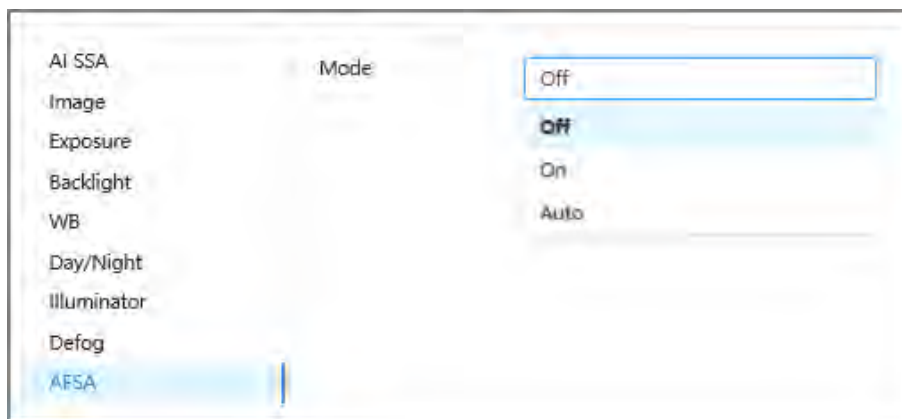 AI SSA
Image
Exposure
Backlight
WB
Day/Night
Illuminator
Defog
AFSA
Mode
Off
Off
On
Auto